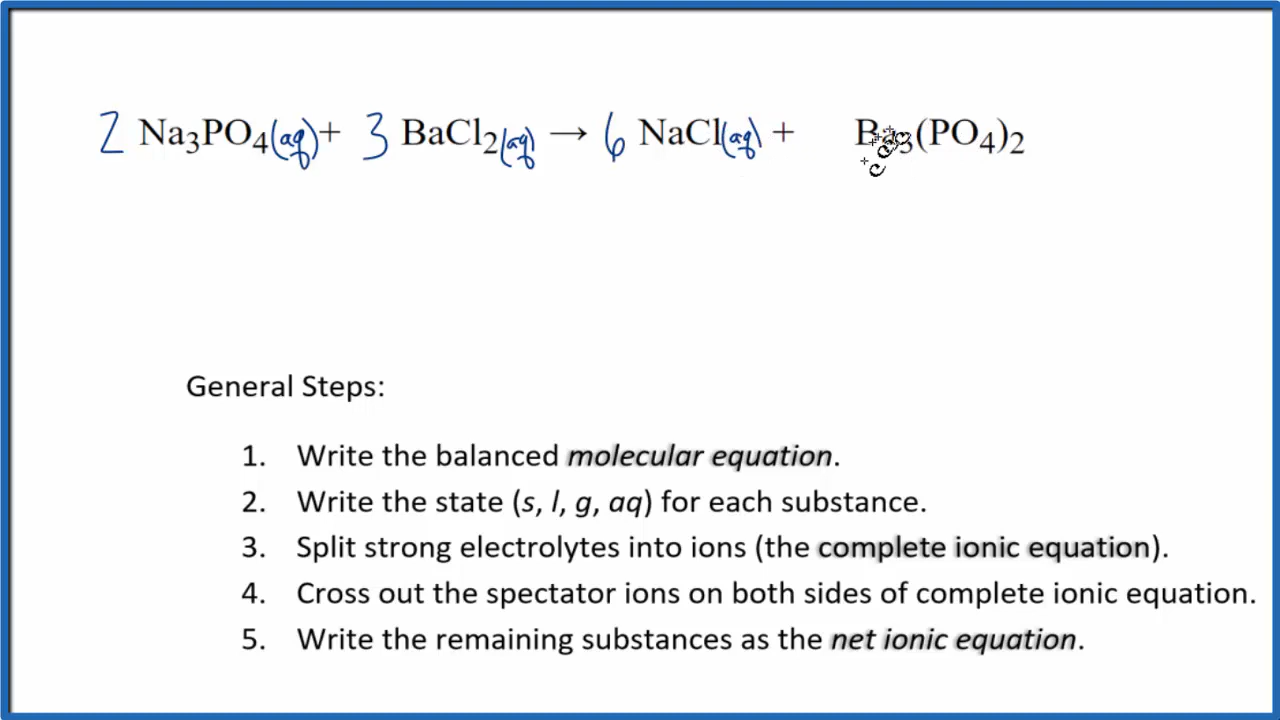 2 Na₃PO₄(aq) + 3 BaCl₂(aq) → 6 NaCl(aq) + Ba₃(PO₄)₂
General Steps:
1. Write the balanced molecular equation.
2. Write the state (s, l, g, aq) for each substance.
3. Split strong electrolytes into ions (the complete ionic equation).
4. Cross out the spectator ions on both sides of complete ionic equation.
5. Write the remaining substances as the net ionic equation.